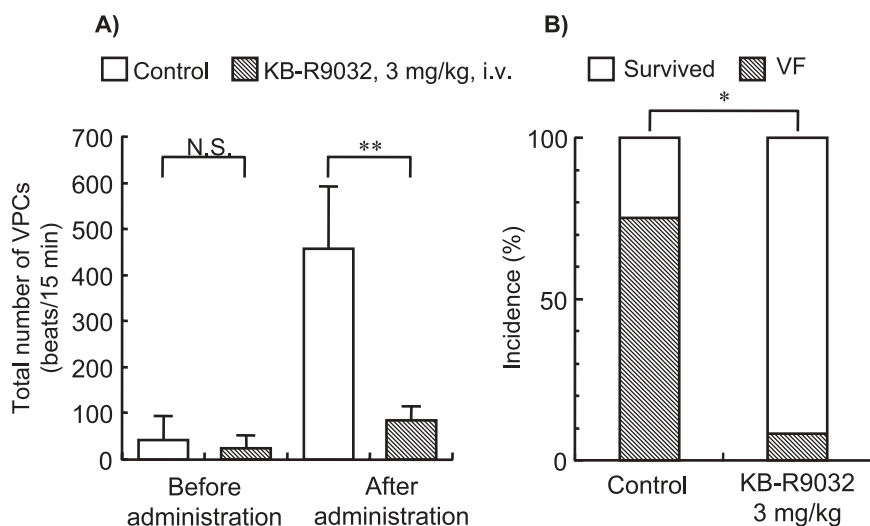 A)
Control
KB-R9032, 3 mg/kg, i.v.
Total number of VPCs
(beats/15 min)
700
600
500
400
300
200
100
0
N.S.
**
Before
administration
After
administration
B)
Survived
VF
*
Incidence (%)
100
50
0
Control
KB-R9032
3 mg/kg